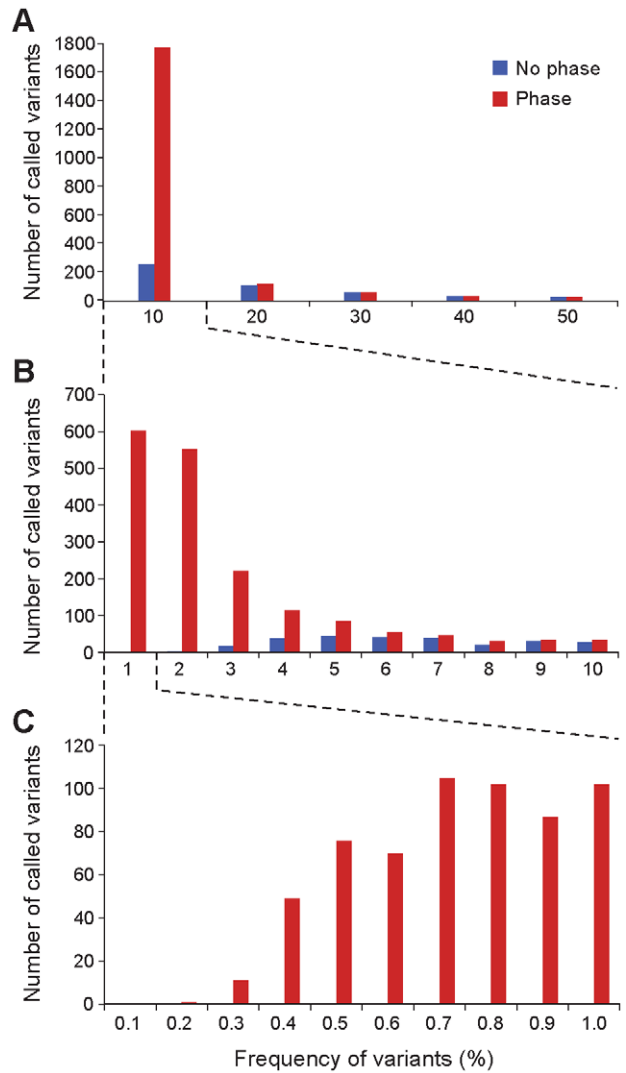 A
Number of called variants
1800
1600
1400
1200
1000
800
600
400
200
0
No phase
Phase
10 20 30 40 50
B
Number of called variants
700
600
500
400
300
200
100
0
1 2 3 4 5 6 7 8 9 10
C
Number of called variants
120
100
80
60
40
20
0
0.1 0.2 0.3 0.4 0.5 0.6 0.7 0.8 0.9 1.0
Frequency of variants (%)